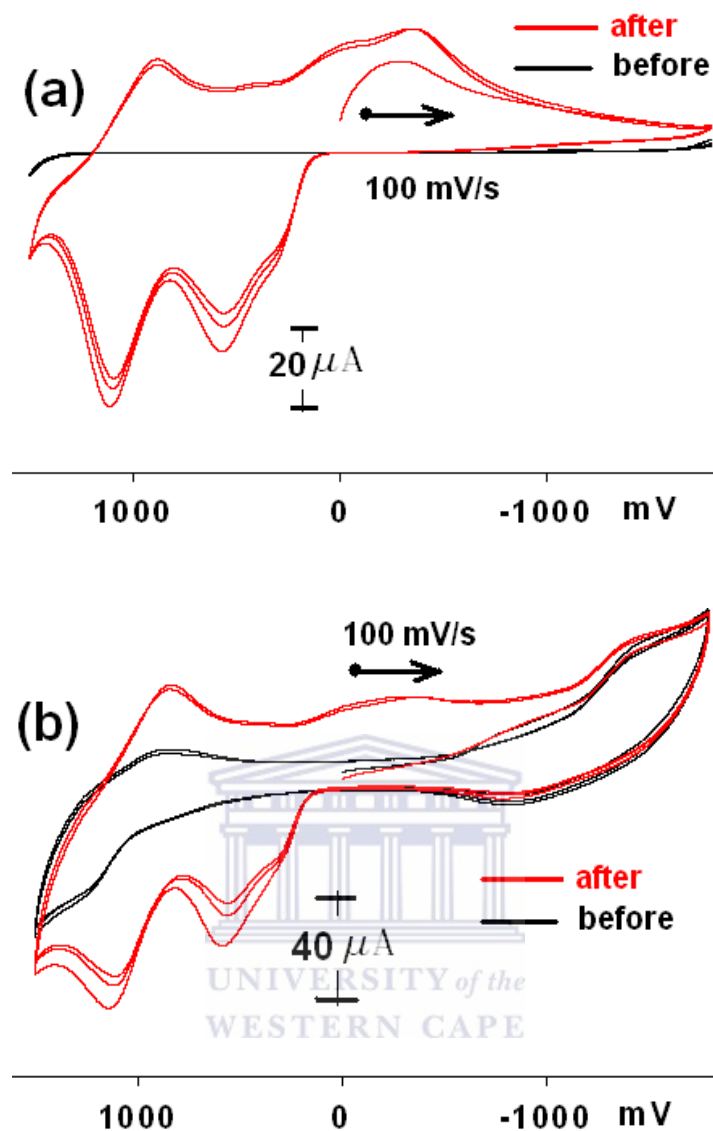 after
before
(a)
100 mV/s
20 μA
1000 0 -1000 mV
100 mV/s
(b)
after
before
40 μA
UNIVERSITY of the
WESTERN CAPE
1000 0 -1000 mV